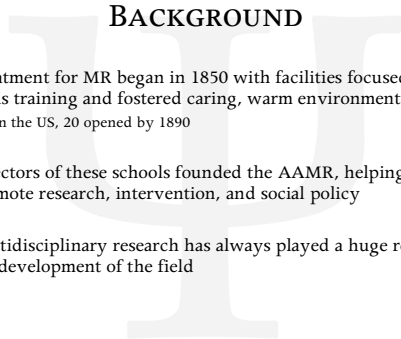 BACKGROUND
tment for MR began in 1850 with facilities focused
s training and fostered caring, warm environment
n the US, 20 opened by 1890
ctors of these schools founded the AAMR, helping
mote research, intervention, and social policy
tidisciplinary research has always played a huge r
development of the field